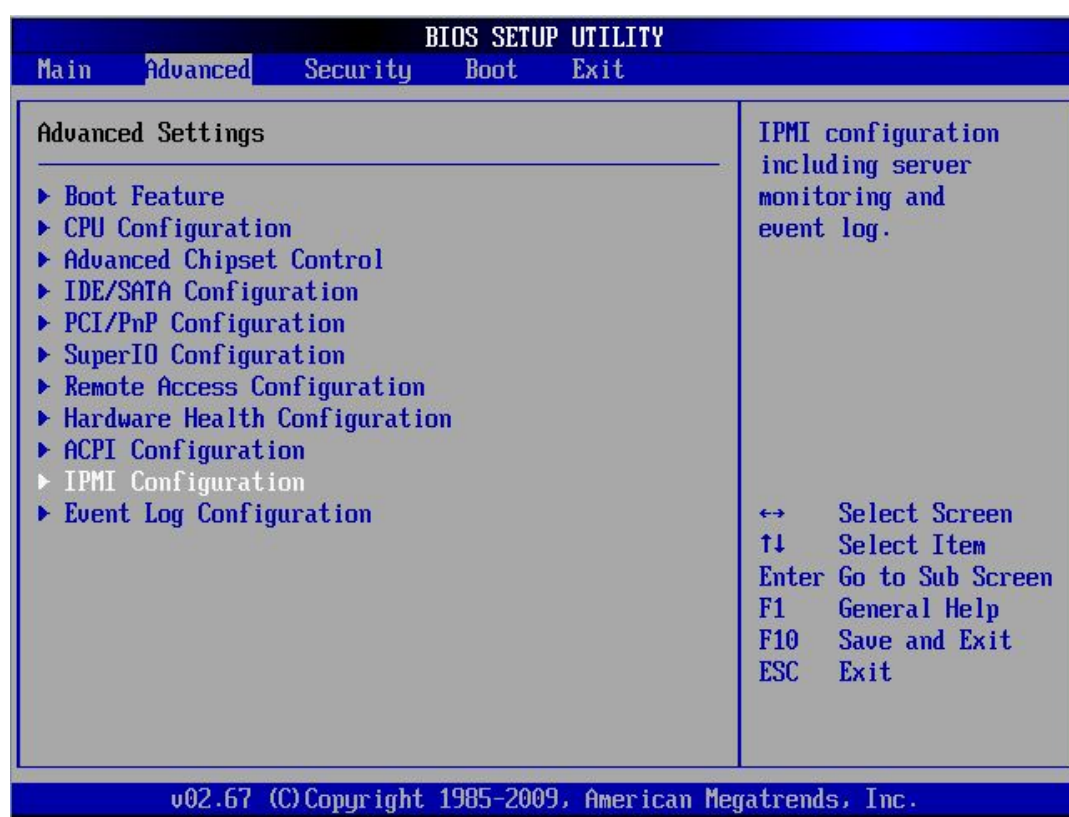 BIOS SETUP UTILITY
Main Advanced Security Boot Exit
Advanced Settings
▶ Boot Feature
▶ CPU Configuration
▶ Advanced Chipset Control
▶ IDE/SATA Configuration
▶ PCI/PnP Configuration
▶ SuperIO Configuration
▶ Remote Access Configuration
▶ Hardware Health Configuration
▶ ACPI Configuration
▶ IPMI Configuration
▶ Event Log Configuration
IPMI configuration
including server
monitoring and
event log.
↔ Select Screen
↑↓ Select Item
Enter Go to Sub Screen
F1 General Help
F10 Save and Exit
ESC Exit
v02.67 (C)Copyright 1985-2009, American Megatrends, Inc.